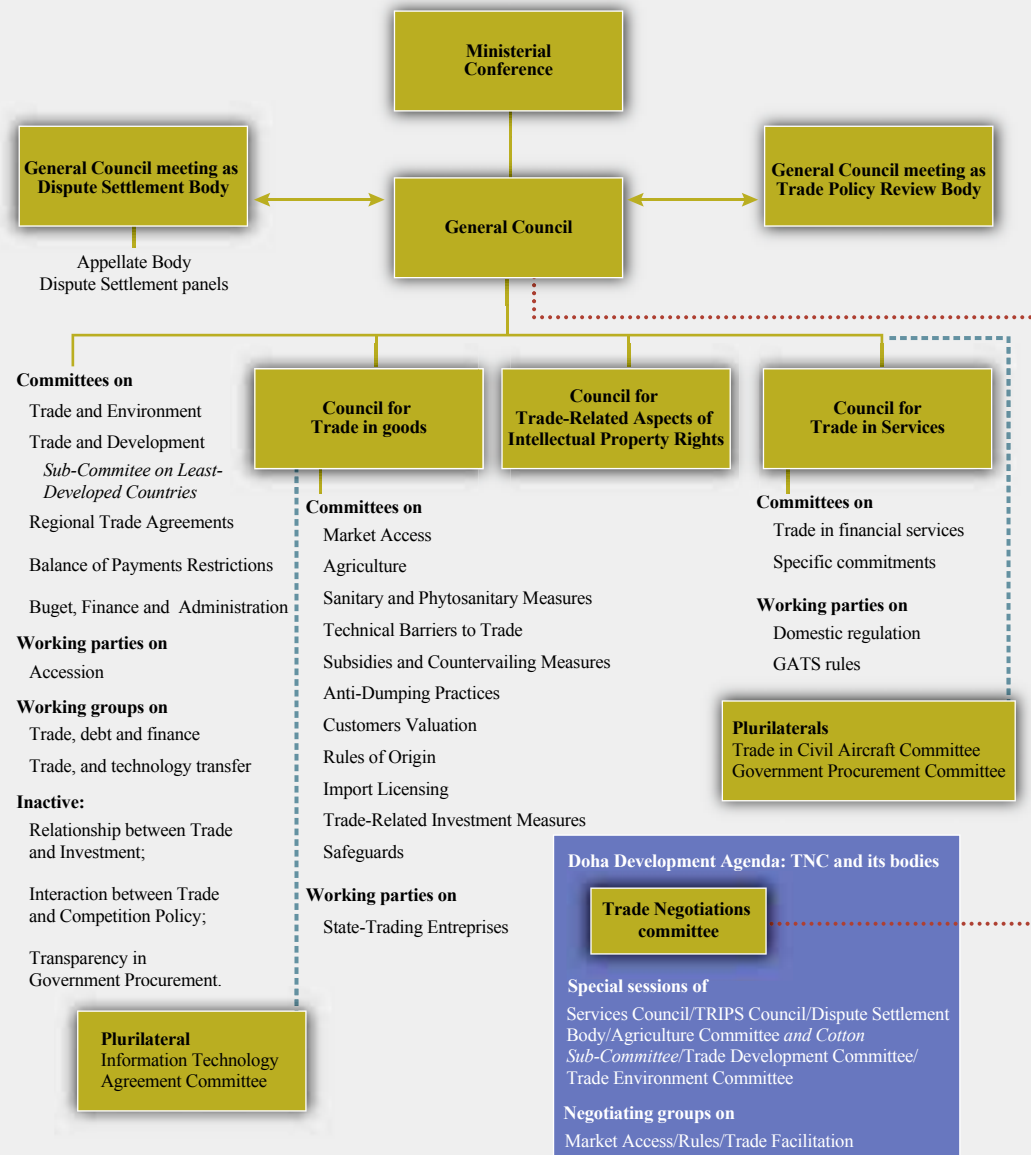 Ministerial
Conference
General Council meeting as
Dispute Settlement Body
General Council
General Council meeting as
Trade Policy Review Body
Appellate Body
Dispute Settlement panels
Committees on
Trade and Environment
Trade and Development
Sub-Commitee on Least-
Developed Countries
Regional Trade Agreements
Balance of Payments Restrictions
Buget, Finance and Administration
Working parties on
Accession
Working groups on
Trade, debt and finance
Trade, and technology transfer
Inactive:
Relationship between Trade
and Investment;
Interaction between Trade
and Competition Policy;
Transparency in
Government Procurement.
Plurilateral
Information Technology
Agreement Committee
Council for
Trade in goods
Committees on
Market Access
Agriculture
Sanitary and Phytosanitary Measures
Technical Barriers to Trade
Subsidies and Countervailing Measures
Anti-Dumping Practices
Customers Valuation
Rules of Origin
Import Licensing
Trade-Related Investment Measures
Safeguards
Working parties on
State-Trading Entreprises
Council for
Trade-Related Aspects of
Intellectual Property Rights
Council for
Trade in Services
Committees on
Trade in financial services
Specific commitments
Working parties on
Domestic regulation
GATS rules
Plurilaterals
Trade in Civil Aircraft Committee
Government Procurement Committee
Doha Development Agenda: TNC and its bodies
Trade Negotiations
committee
Special sessions of
Services Council/TRIPS Council/Dispute Settlement
Body/Agriculture Committee and Cotton
Sub-Committee/Trade Development Committee/
Trade Environment Committee
Negotiating groups on
Market Access/Rules/Trade Facilitation